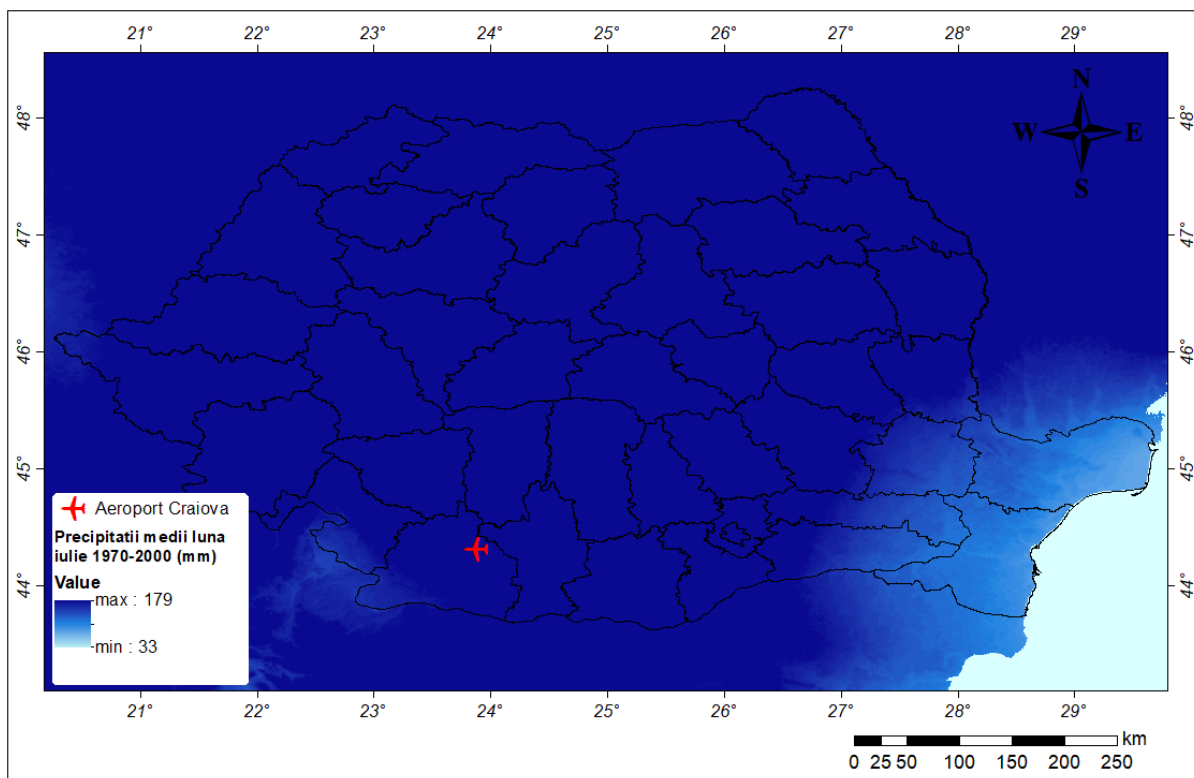 21° 22° 23° 24° 25° 26° 27° 28° 29°
N
W E
S
48° 48°
47° 47°
46° 46°
45° 45°
44° 44°
Aeroport Craiova
Precipitatii medii luna
iulie 1970-2000 (mm)
Value
max : 179
min : 33
21° 22° 23° 24° 25° 26° 27° 28° 29°
km
0 25 50 100 150 200 250